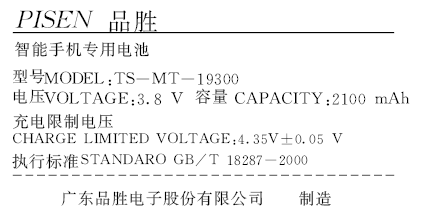 PISEN 品胜
智能手机专用电池
型号MODEL:TS-MT-19300
电压VOLTAGE:3.8 V 容量 CAPACITY:2100 mAh
充电限制电压
CHARGE LIMITED VOLTAGE:4.35V±0.05 V
执行标准STANDARO GB/T 18287-2000
广东品胜电子股份有限公司 制造